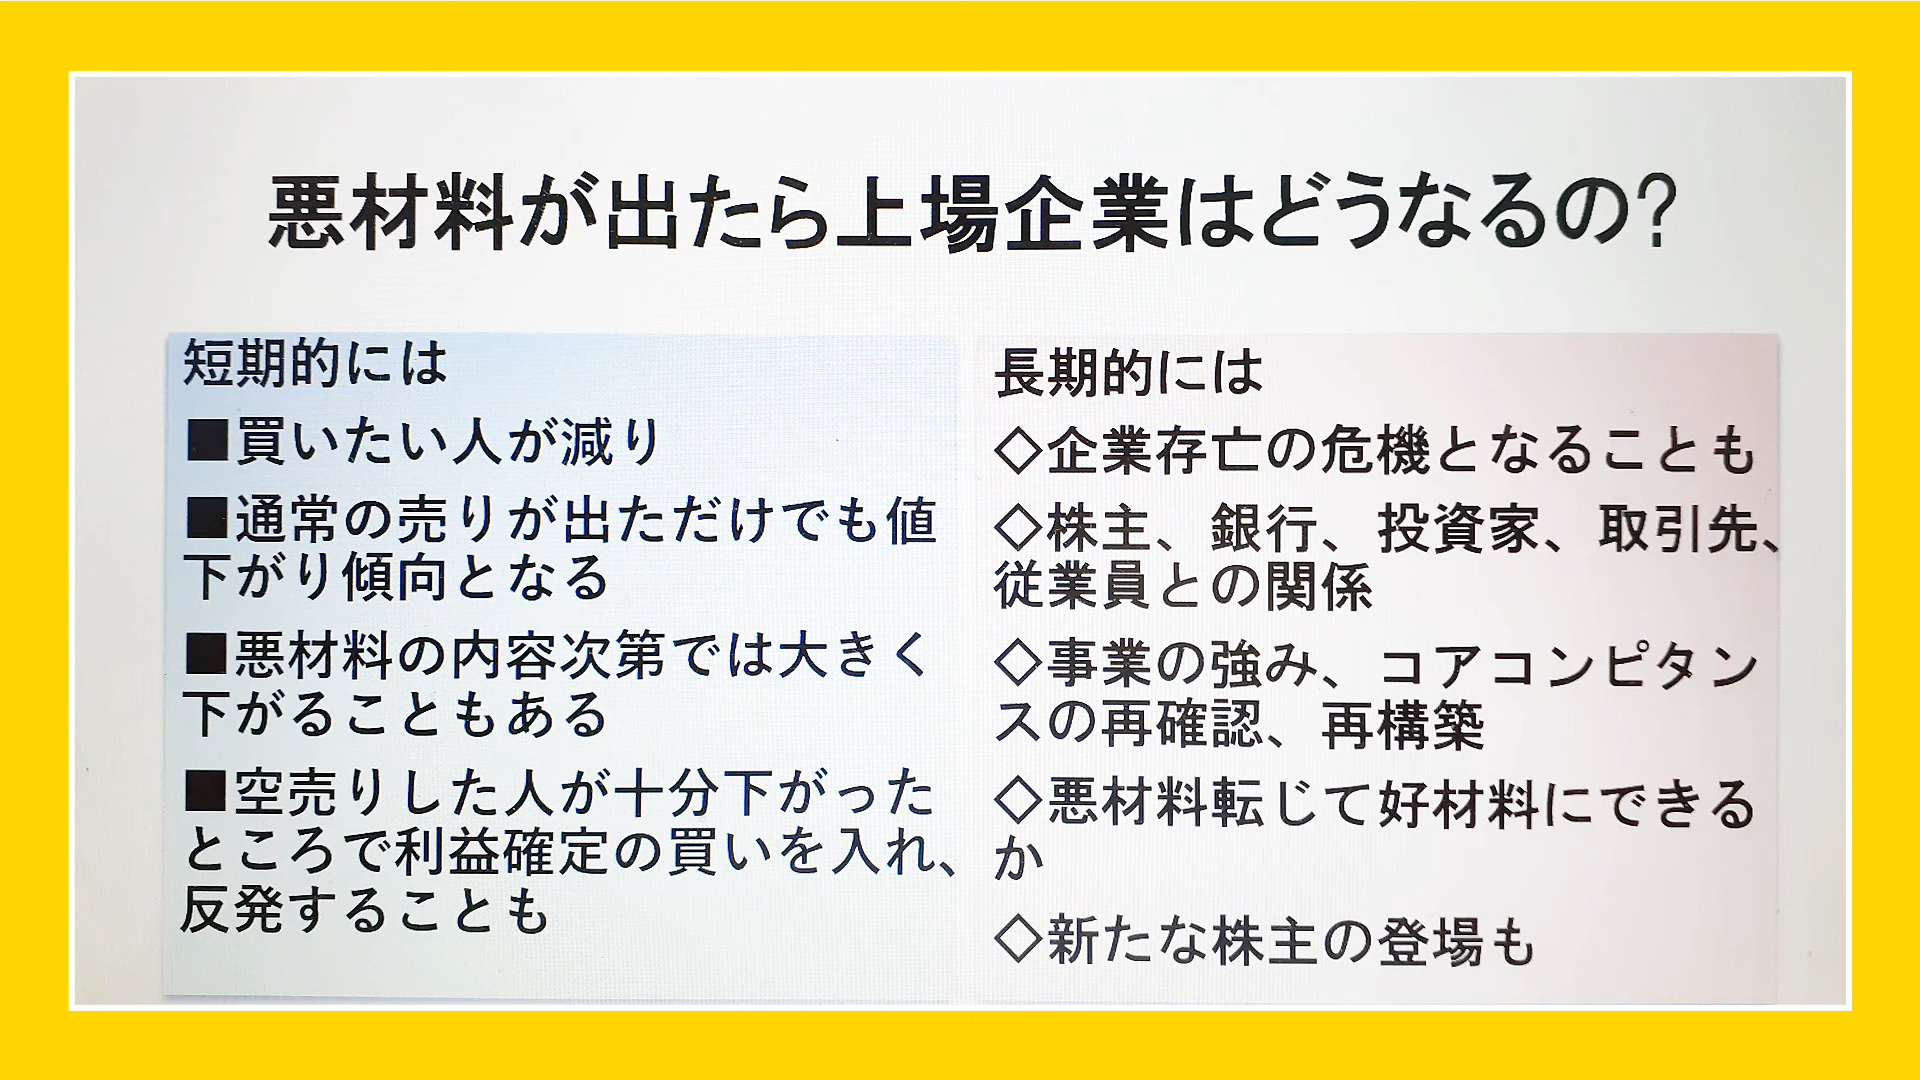 悪材料が出たら上場企業はどうなるの?
短期的には
■買いたい人が減り
■通常の売りが出ただけでも値
下がり傾向となる
■悪材料の内容次第では大きく
下がることもある
■空売りした人が十分下がった
ところで利益確定の買いを入れ、
反発することも
長期的には
◇企業存亡の危機となることも
◇株主、銀行、投資家、取引先、
従業員との関係
◇事業の強み、コアコンピタン
スの再確認、再構築
◇悪材料転じて好材料にできる
か
◇新たな株主の登場も